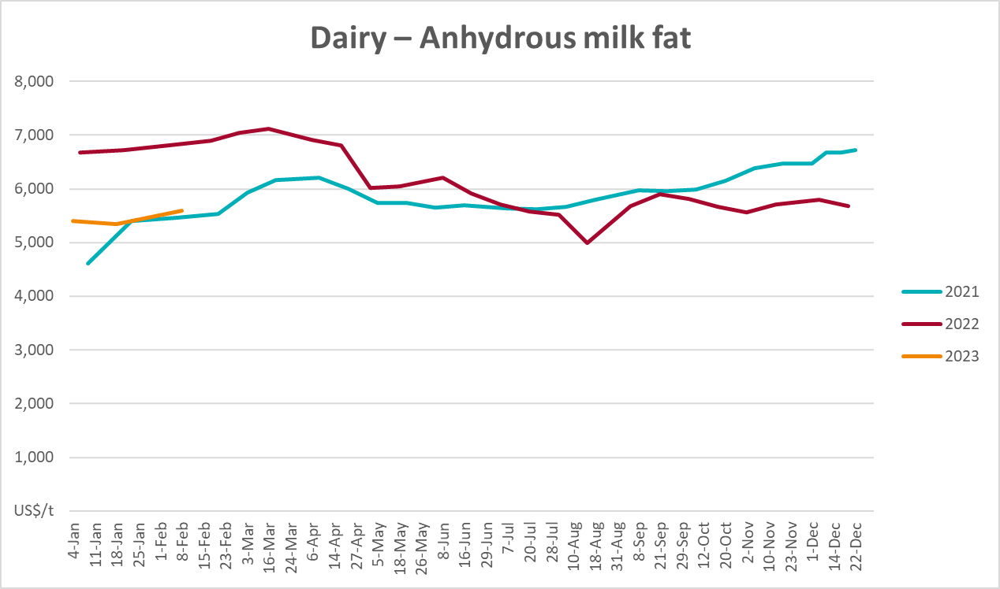 Dairy – Anhydrous milk fat
8,000
7,000
6,000
5,000
4,000
3,000
2,000
1,000
US$/t
4-Jan
11-Jan
18-Jan
25-Jan
1-Feb
8-Feb
15-Feb
23-Feb
3-Mar
16-Mar
24-Mar
6-Apr
14-Apr
27-Apr
5-May
18-May
26-May
8-Jun
16-Jun
29-Jun
7-Jul
20-Jul
28-Jul
10-Aug
18-Aug
31-Aug
8-Sep
21-Sep
29-Sep
12-Oct
20-Oct
2-Nov
10-Nov
23-Nov
1-Dec
14-Dec
22-Dec
2021
2022
2023